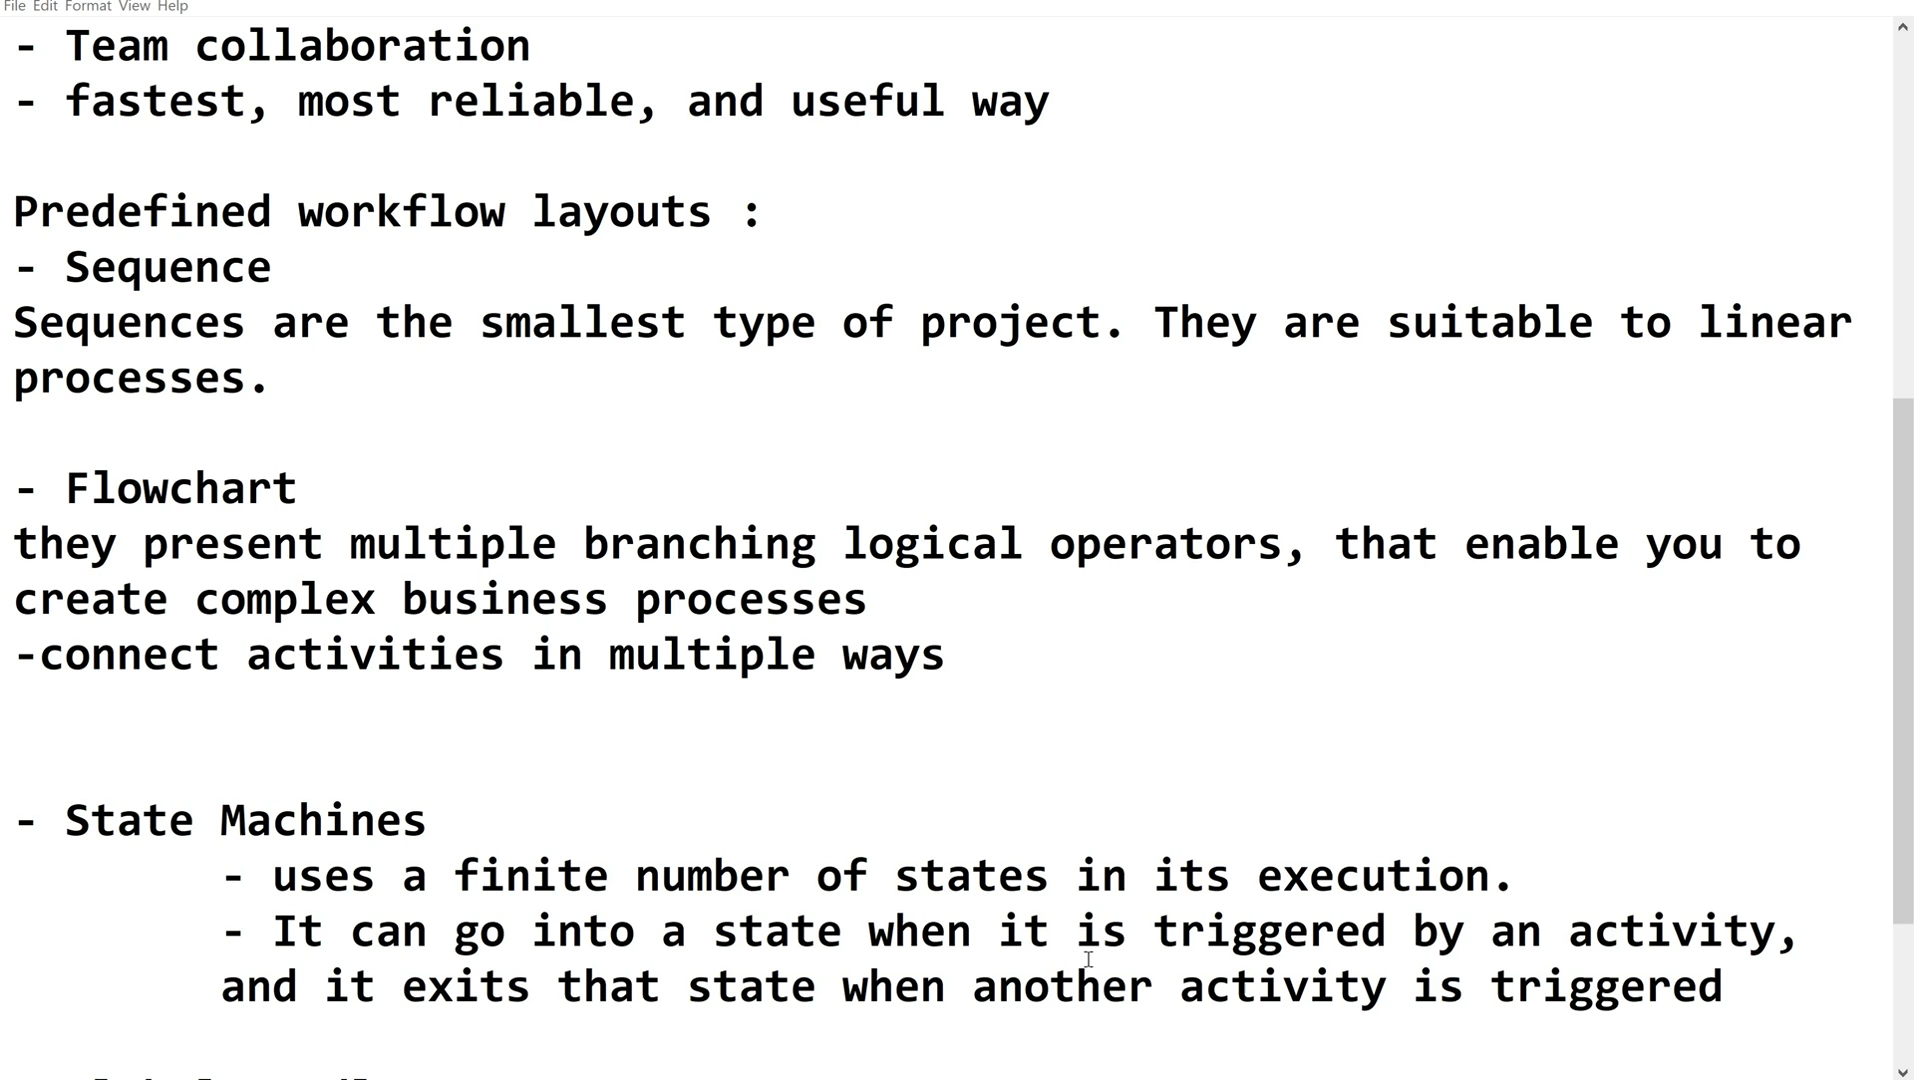 File Edit Format View Help
- Team collaboration
- fastest, most reliable, and useful way
Predefined workflow layouts :
- Sequence
Sequences are the smallest type of project. They are suitable to linear
processes.
- Flowchart
they present multiple branching logical operators, that enable you to
create complex business processes
-connect activities in multiple ways
- State Machines
- uses a finite number of states in its execution.
- It can go into a state when it is triggered by an activity,
and it exits that state when another activity is triggered